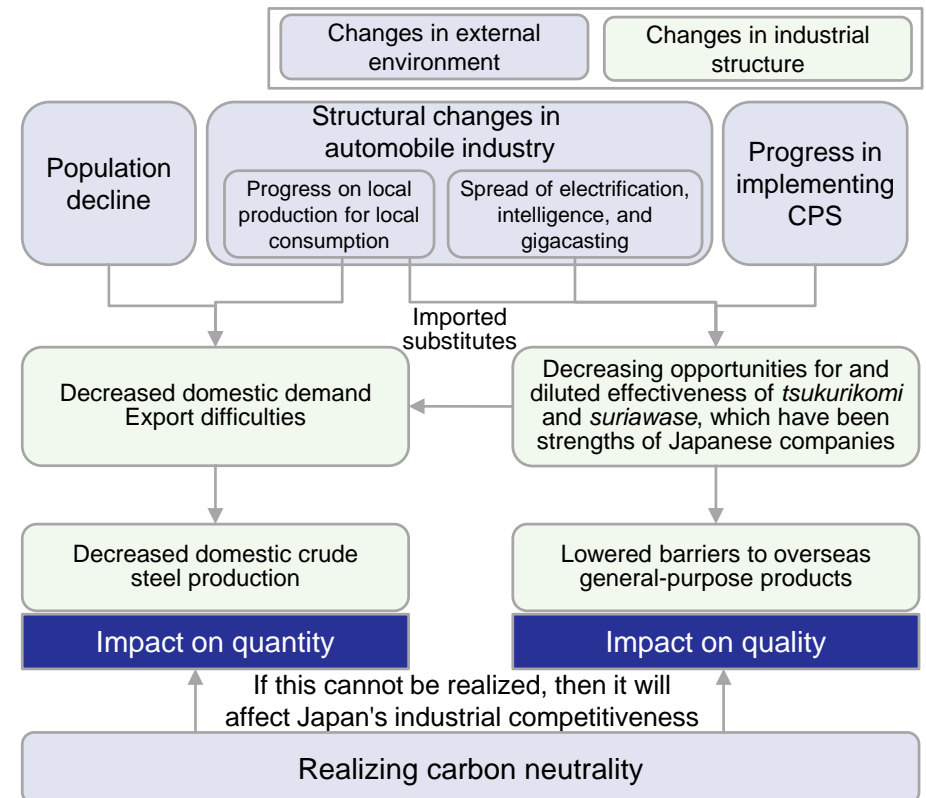 Changes in external
environment
Changes in industrial
structure
Population
decline
Structural changes in
automobile industry
Progress on local
production for local
consumption
Spread of electrification,
intelligence, and
gigacasting
Progress in
implementing
CPS
Imported
substitutes
Decreased domestic demand
Export difficulties
Decreasing opportunities for and
diluted effectiveness of tsukurikomi
and suriawase, which have been
strengths of Japanese companies
Decreased domestic crude
steel production
Lowered barriers to overseas
general-purpose products
Impact on quantity
Impact on quality
If this cannot be realized, then it will
affect Japan's industrial competitiveness
Realizing carbon neutrality